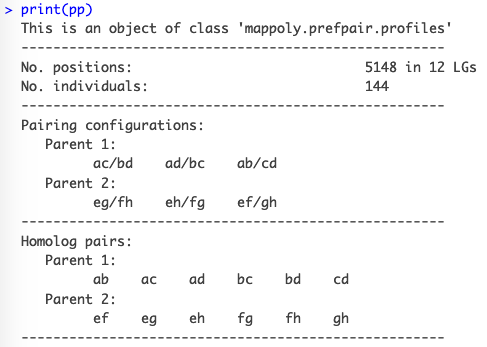 > print(pp)
This is an object of class 'mappoly.prefpair.profiles'
-----------------------------------------------------
No. positions: 5148 in 12 LGs
No. individuals: 144
-----------------------------------------------------
Pairing configurations:
Parent 1:
ac/bd ad/bc ab/cd
Parent 2:
eg/fh eh/fg ef/gh
-----------------------------------------------------
Homolog pairs:
Parent 1:
ab ac ad bc bd cd
Parent 2:
ef eg eh fg fh gh
-----------------------------------------------------